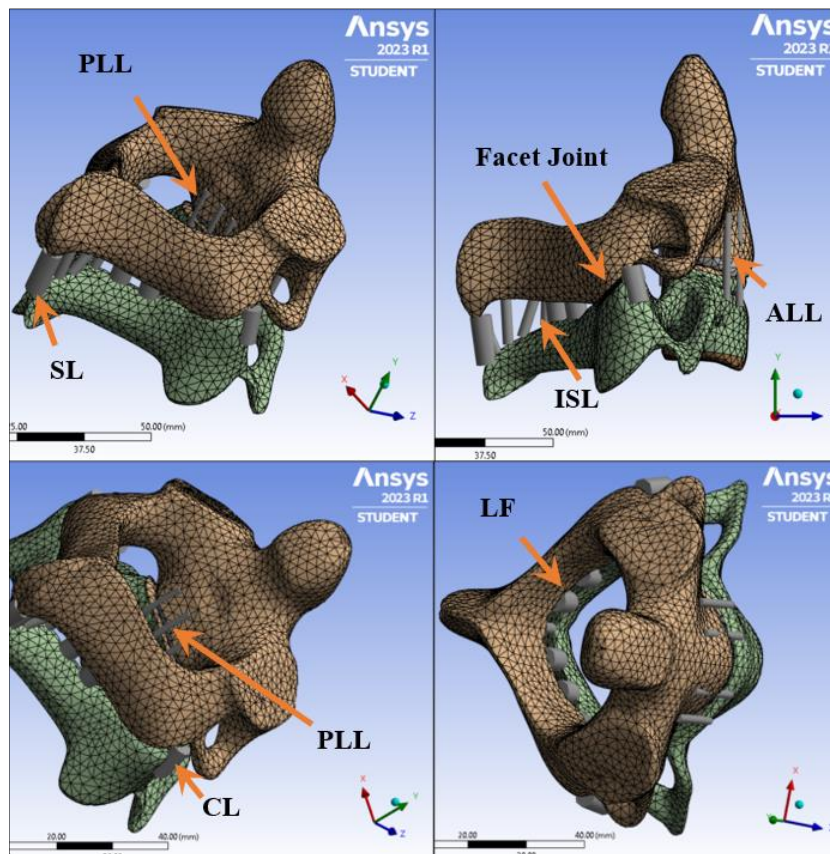 Ansys
2023 R1
STUDENT
PLL
SL
X
Y
Z
50.00 (mm)
37.50
Ansys
2023 R1
STUDENT
Facet Joint
ALL
ISL
Y
50.00 (mm)
37.50
Ansys
2023 R1
STUDENT
PLL
CL
X
Y
Z
20.00
40.00 (mm)
Ansys
2023 R1
STUDENT
LF
X
Y
20.00
40.00 (mm)